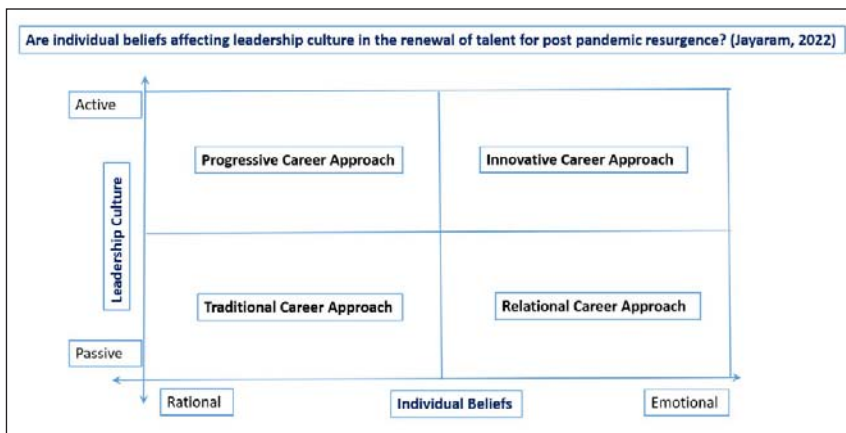 Are individual beliefs affecting leadership culture in the renewal of talent for post pandemic resurgence? (Jayaram, 2022)
Active
Progressive Career Approach
Innovative Career Approach
Leadership Culture
Traditional Career Approach
Relational Career Approach
Passive
Rational
Individual Beliefs
Emotional